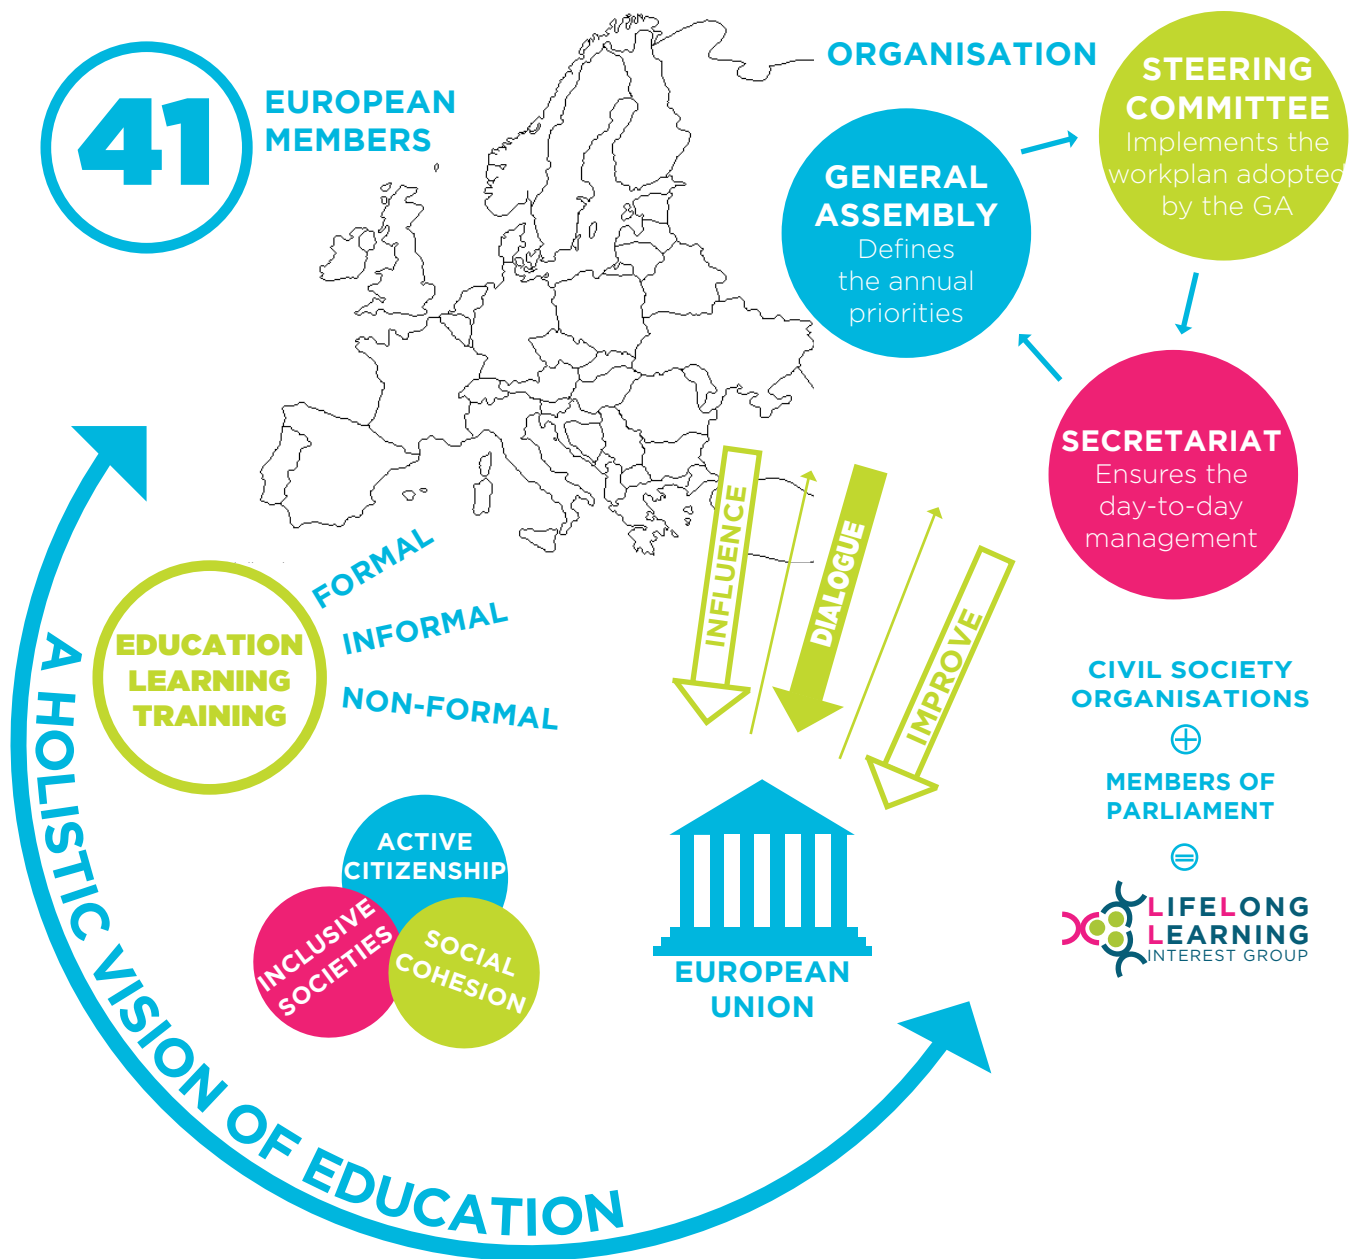 41
EUROPEAN
MEMBERS
ORGANISATION
GENERAL
ASSEMBLY
Defines
the annual
priorities
STEERING
COMMITTEE
Implements the
workplan adopted
by the GA
SECRETARIAT
Ensures the
day-to-day
management
INFLUENCE
DIALOGUE
IMPROVE
EDUCATION
LEARNING
TRAINING
FORMAL
INFORMAL
NON-FORMAL
ACTIVE
CITIZENSHIP
INCLUSIVE
SOCIETIES
SOCIAL
COHESION
EUROPEAN
UNION
CIVIL SOCIETY
ORGANISATIONS
+
MEMBERS OF
PARLIAMENT
=
LIFELONG
LEARNING
INTEREST GROUP
A HOLISTIC VISION OF EDUCATION